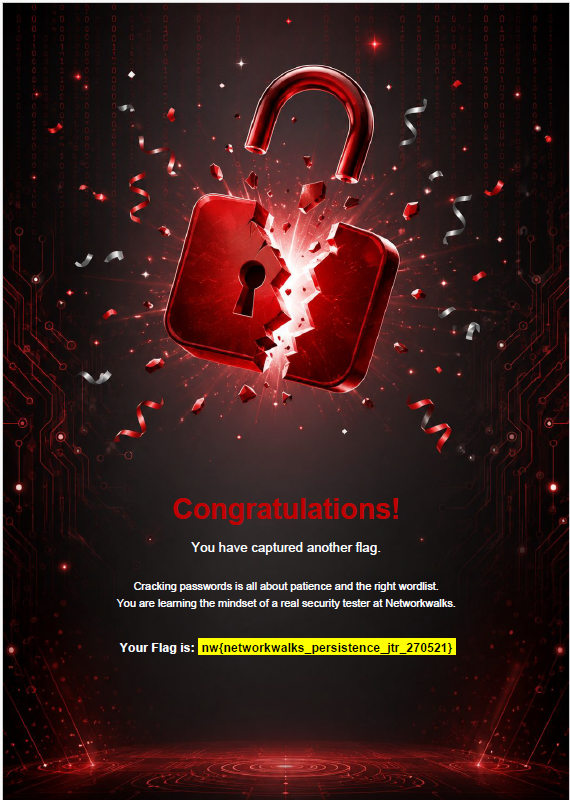 Congratulations!
You have captured another flag.
Cracking passwords is all about patience and the right wordlist.
You are learning the mindset of a real security tester at Networkwalks.
Your Flag is: nw{networkwalks_persistence_jtr_270521}